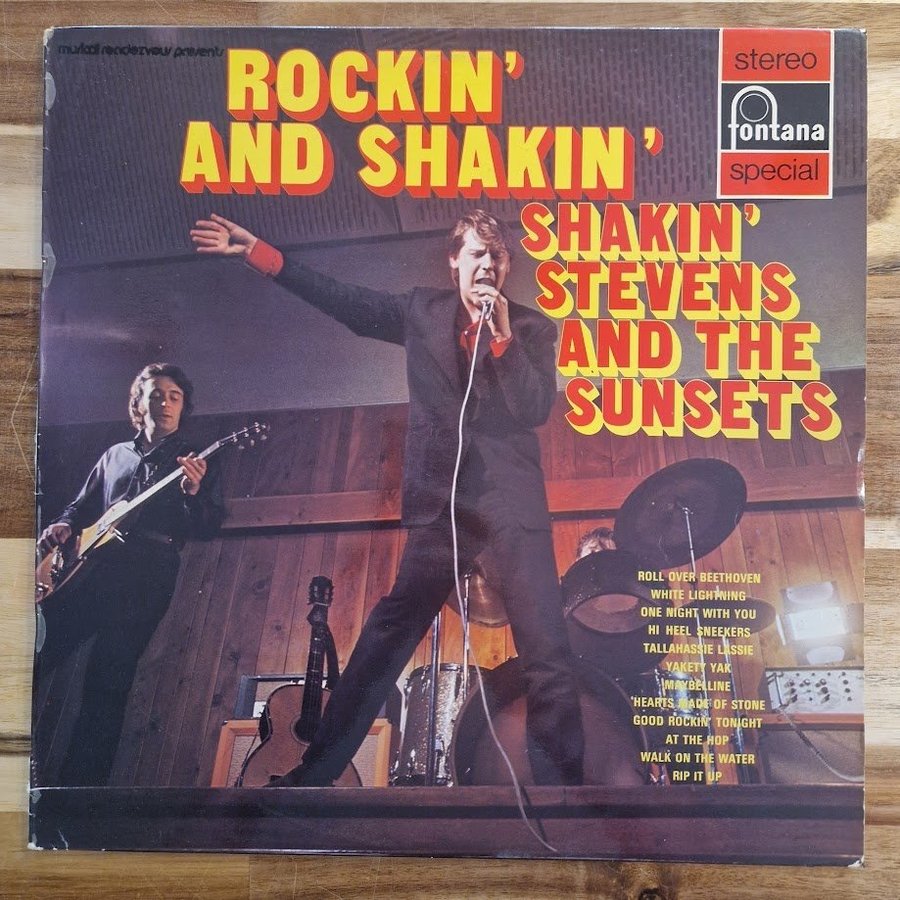 musical rendezvous presents
ROCKIN'
AND SHAKIN'
stereo
fontana
special
SHAKIN'
STEVENS
AND THE
SUNSETS
ROLL OVER BEETHOVEN
WHITE LIGHTNING
ONE NIGHT WITH YOU
HI HEEL SNEEKERS
TALLAHASSIE LASSIE
YAKETY YAK
MAYBELLINE
HEARTS MADE OF STONE
GOOD ROCKIN' TONIGHT
AT THE HOP
WALK ON THE WATER
RIP IT UP